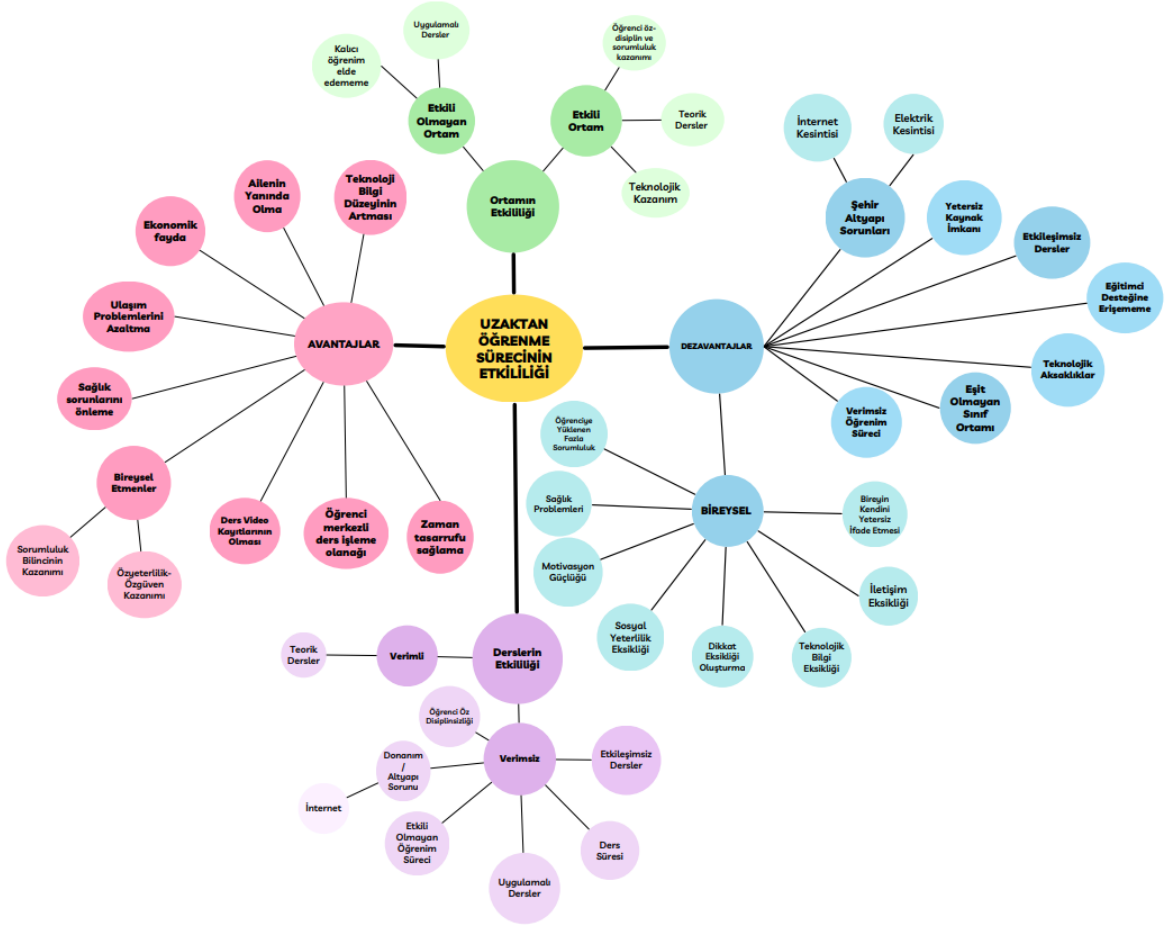 Uygulamalı
Dersler
Kalıcı
öğrenim
elde
edememe
Etkili
Olmayan
Ortam
Öğrenci öz-
disiplin ve
sorumluluk
kazanımı
Etkili
Ortam
Teorik
Dersler
Teknolojik
Kazanım
Ortamın
Etkililiği
İnternet
Kesintisi
Elektrik
Kesintisi
Şehir
Altyapı
Sorunları
Yetersiz
Kaynak
İmkanı
Etkileşimsiz
Dersler
Eğitimci
Desteğine
Erişememe
Teknolojik
Aksaklıklar
Eşit
Olmayan
Sınıf
Ortamı
Verimsiz
Öğrenim
Süreci
DEZAVANTAJLAR
UZAKTAN
ÖĞRENME
SÜRECİNİN
ETKİLİLİĞİ
AVANTAJLAR
Teknoloji
Bilgi
Düzeyinin
Artması
Ailenin
Yanında
Olma
Ekonomik
fayda
Ulaşım
Problemlerini
Azaltma
Sağlık
sorunlarını
önleme
Bireysel
Etmenler
Sorumluluk
Bilincinin
Kazanımı
Özyeterlilik-
Özgüven
Kazanımı
Ders Video
Kayıtlarının
Olması
Öğrenci
merkezli
ders işleme
olanağı
Zaman
tasarrufu
sağlama
Öğrenciye
Yüklenen
Fazla
Sorumluluk
Sağlık
Problemleri
Motivasyon
Güçlüğü
BİREYSEL
Bireyin
Kendini
Yetersiz
İfade Etmesi
İletişim
Eksikliği
Sosyal
Yeterlilik
Eksikliği
Dikkat
Eksikliği
Oluşturma
Teknolojik
Bilgi
Eksikliği
Teorik
Dersler
Verimli
Derslerin
Etkililiği
Öğrenci Öz
Disiplinsizliği
Verimsiz
Etkileşimsiz
Dersler
Donanım
/
Altyapı
Sorunu
İnternet
Etkili
Olmayan
Öğrenim
Süreci
Uygulamalı
Dersler
Ders
Süresi